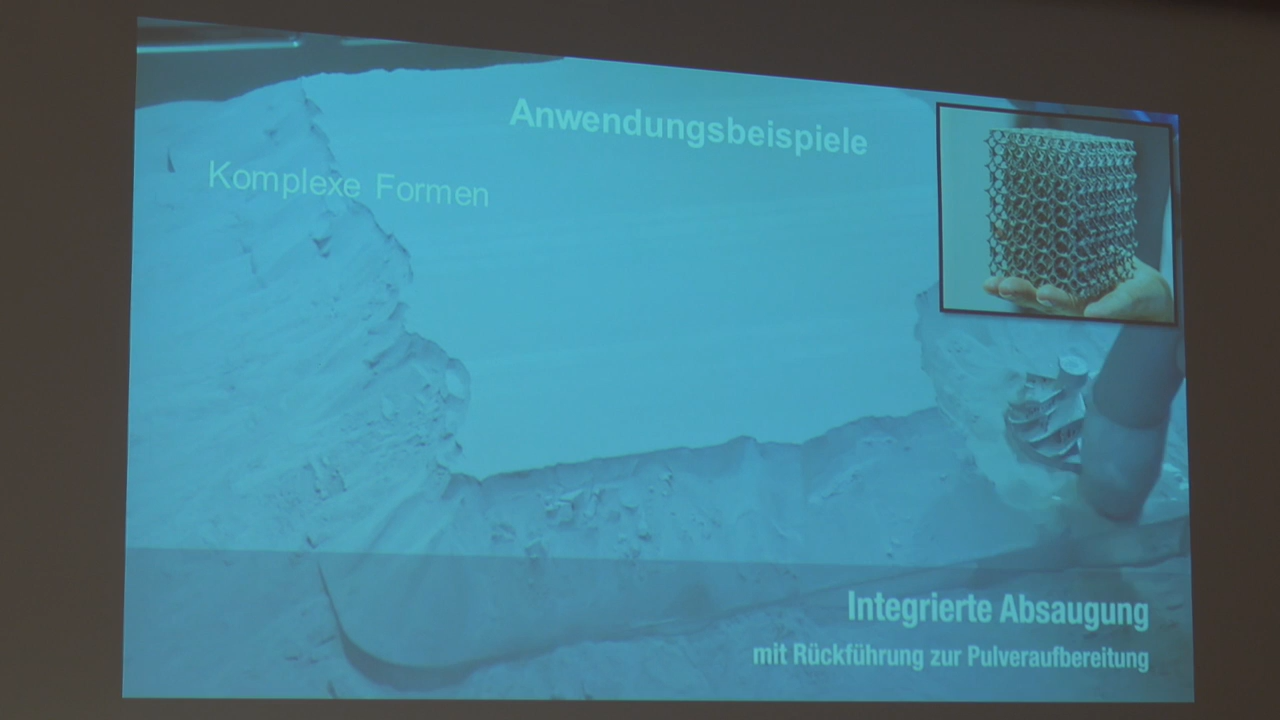 Anwendungsbeispiele
Komplexe Formen
Integrierte Absaugung
mit Rückführung zur Pulveraufbereitung